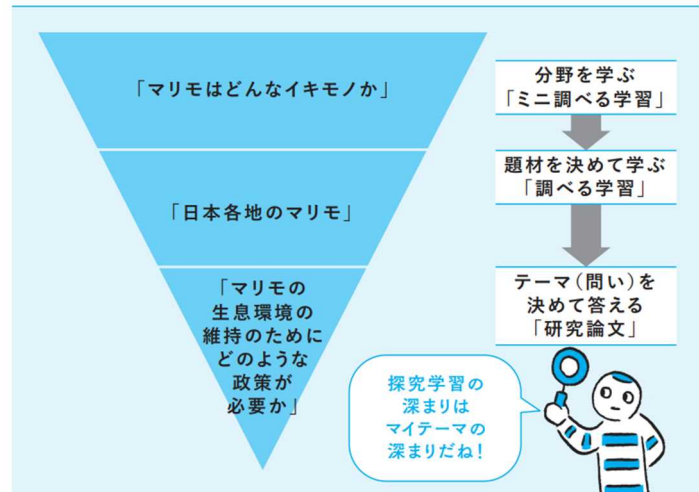 「マリモはどんなイキモノか」
分野を学ぶ
「ミニ調べる学習」
「日本各地のマリモ」
題材を決めて学ぶ
「調べる学習」
「マリモの
生息環境の
維持のために
どのような
政策が
必要か」
テーマ（問い）を
決めて答える
「研究論文」
探究学習の
深まりは
マイテーマの
深まりだね！